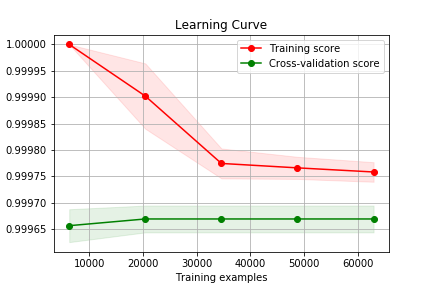 Learning Curve
1.00000
0.99995
0.99990
0.99985
0.99980
0.99975
0.99970
0.99965
Training score
Cross-validation score
10000 20000 30000 40000 50000 60000
Training examples